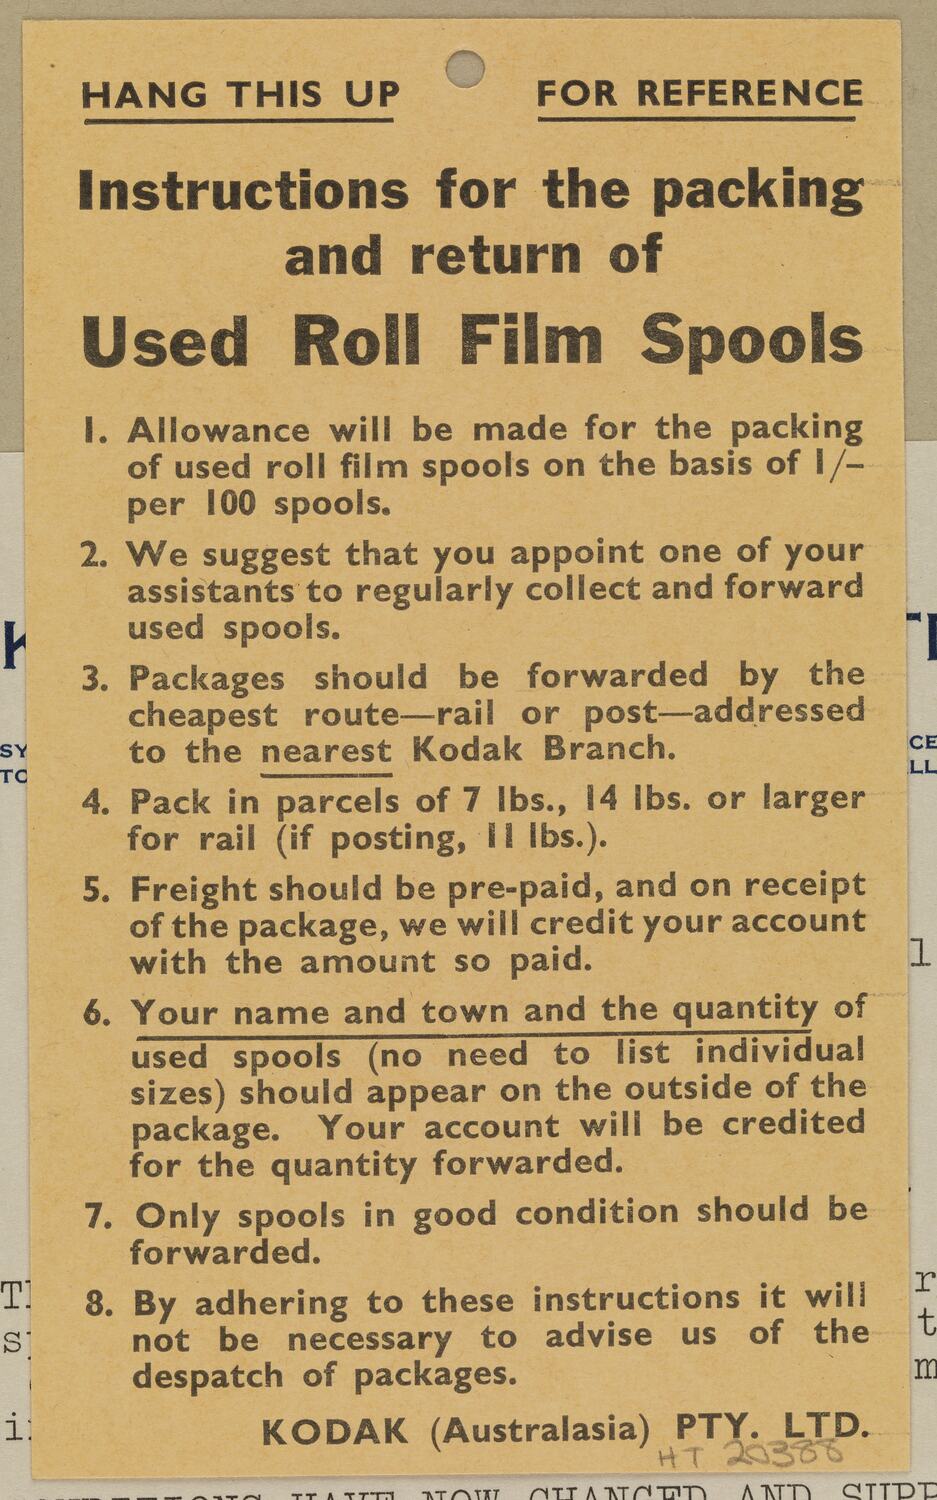 HANG THIS UP FOR REFERENCE
Instructions for the packing
and return of
Used Roll Film Spools
1. Allowance will be made for the packing
of used roll film spools on the basis of 1/–
per 100 spools.
2. We suggest that you appoint one of your
assistants to regularly collect and forward
used spools.
3. Packages should be forwarded by the
cheapest route—rail or post—addressed
to the nearest Kodak Branch.
4. Pack in parcels of 7 lbs., 14 lbs. or larger
for rail (if posting, 11 lbs.).
5. Freight should be pre-paid, and on receipt
of the package, we will credit your account
with the amount so paid.
6. Your name and town and the quantity of
used spools (no need to list individual
sizes) should appear on the outside of the
package. Your account will be credited
for the quantity forwarded.
7. Only spools in good condition should be
forwarded.
8. By adhering to these instructions it will
not be necessary to advise us of the
despatch of packages.
KODAK (Australasia) PTY. LTD.
HT 20388
HAVE NOW CHANGED AND